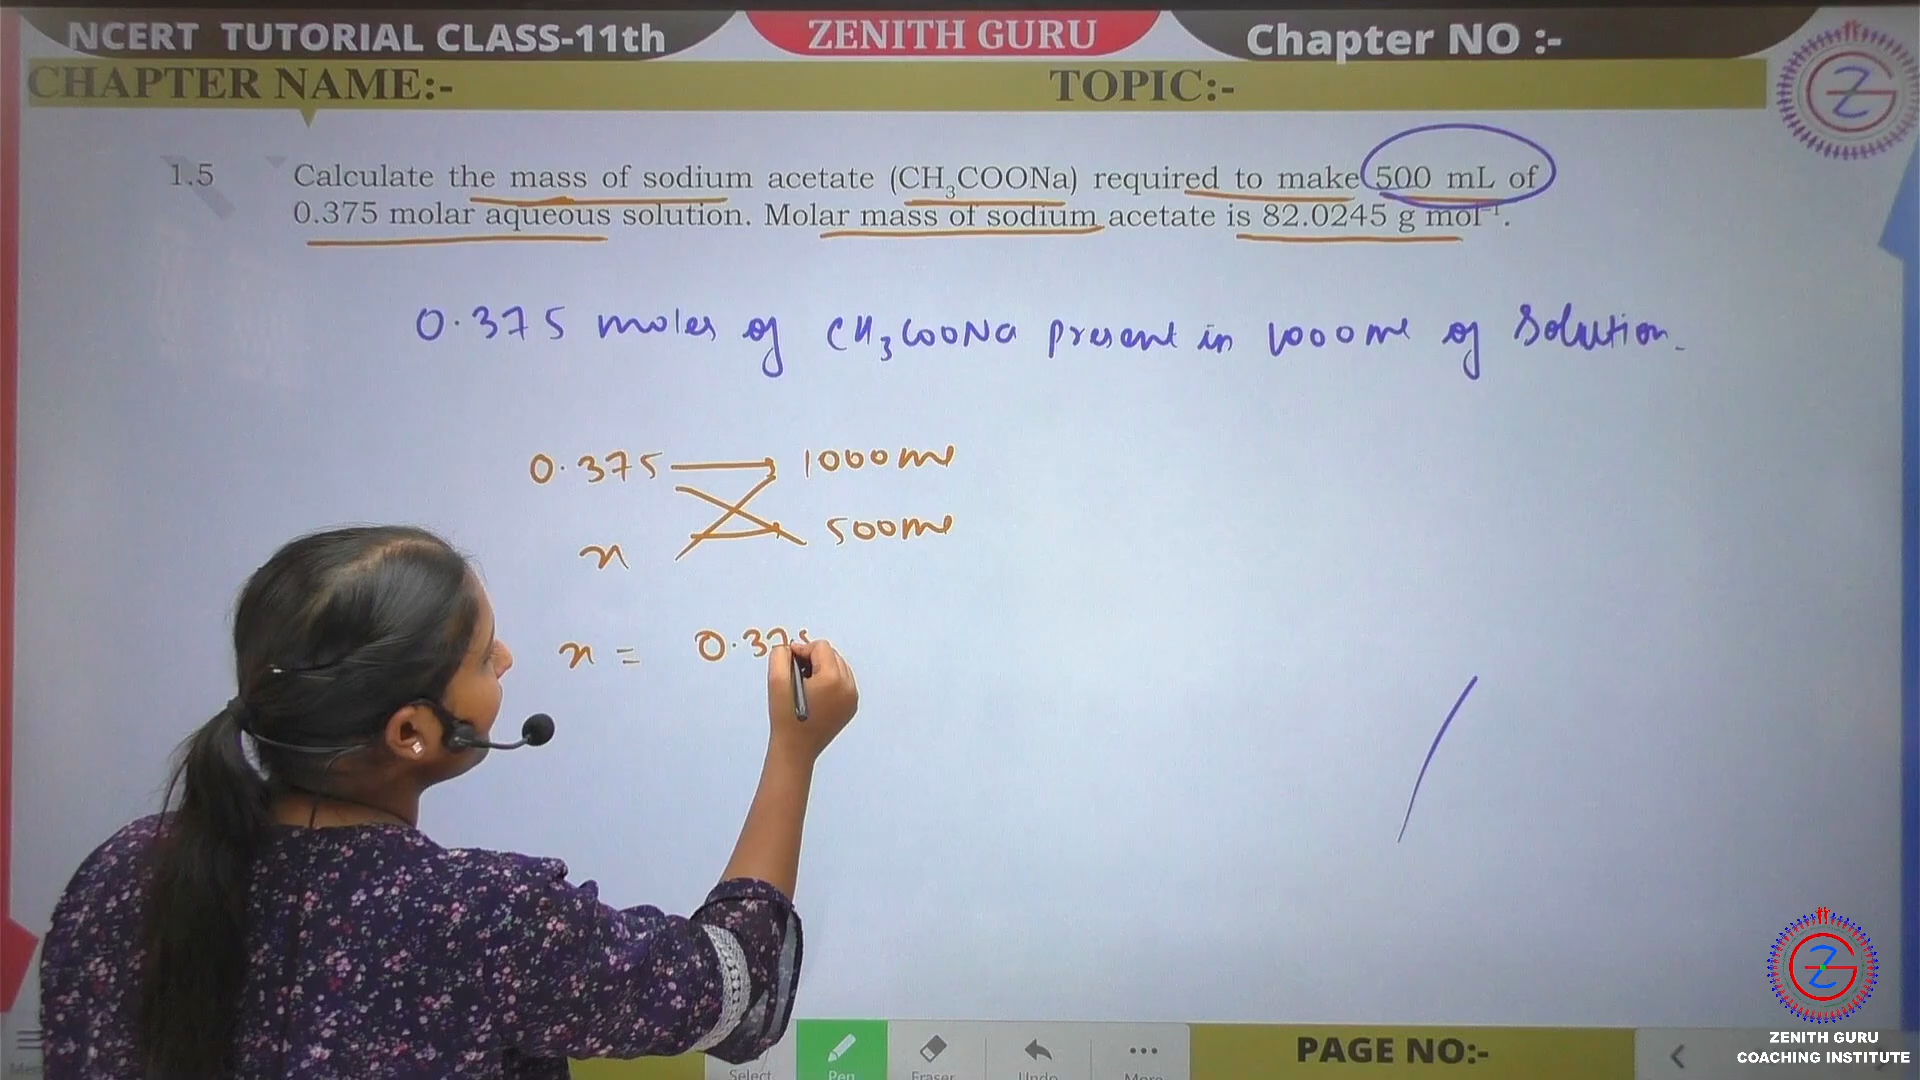 NCERT TUTORIAL CLASS-11th
ZENITH GURU
Chapter NO :-
CHAPTER NAME:-
TOPIC:-
1.5 Calculate the mass of sodium acetate (CH₃COONa) required to make 500 mL of
0.375 molar aqueous solution. Molar mass of sodium acetate is 82.0245 g mol⁻¹.
0.375 moles of CH₃COONa present in 1000ml of solution.
0.375 → 1000ml
x 500ml
x = 0.375
Select
Pen
Eraser
Undo
More
PAGE NO:-
ZENITH GURU
COACHING INSTITUTE